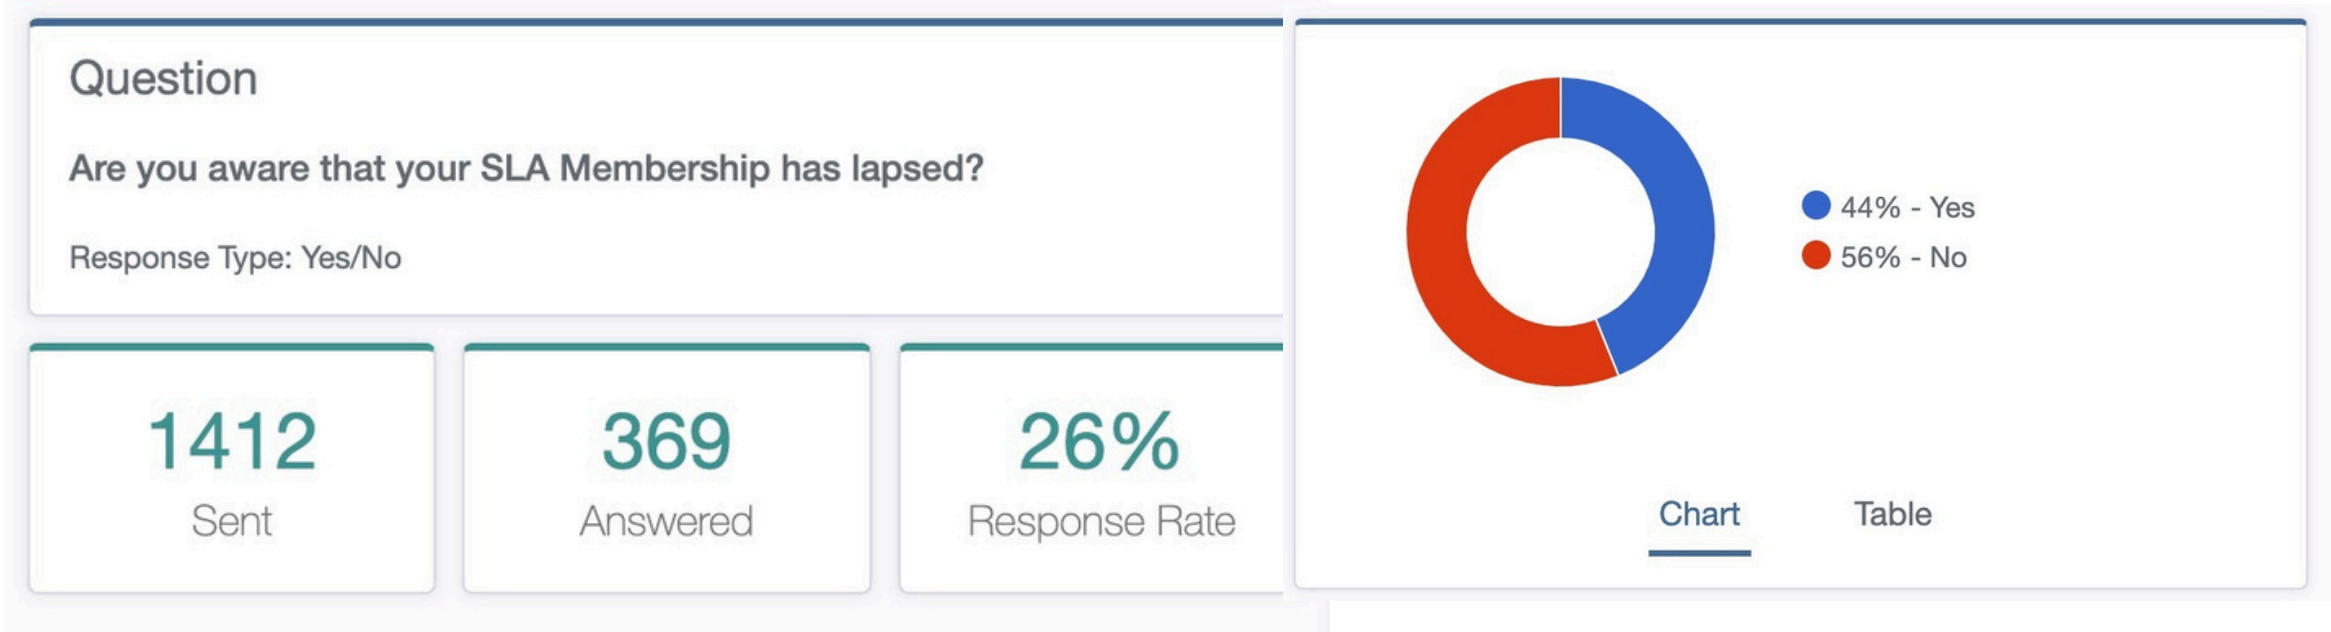 Question
Are you aware that your SLA Membership has lapsed?
Response Type: Yes/No
1412
Sent
369
Answered
26%
Response Rate
44% - Yes
56% - No
Chart
Table